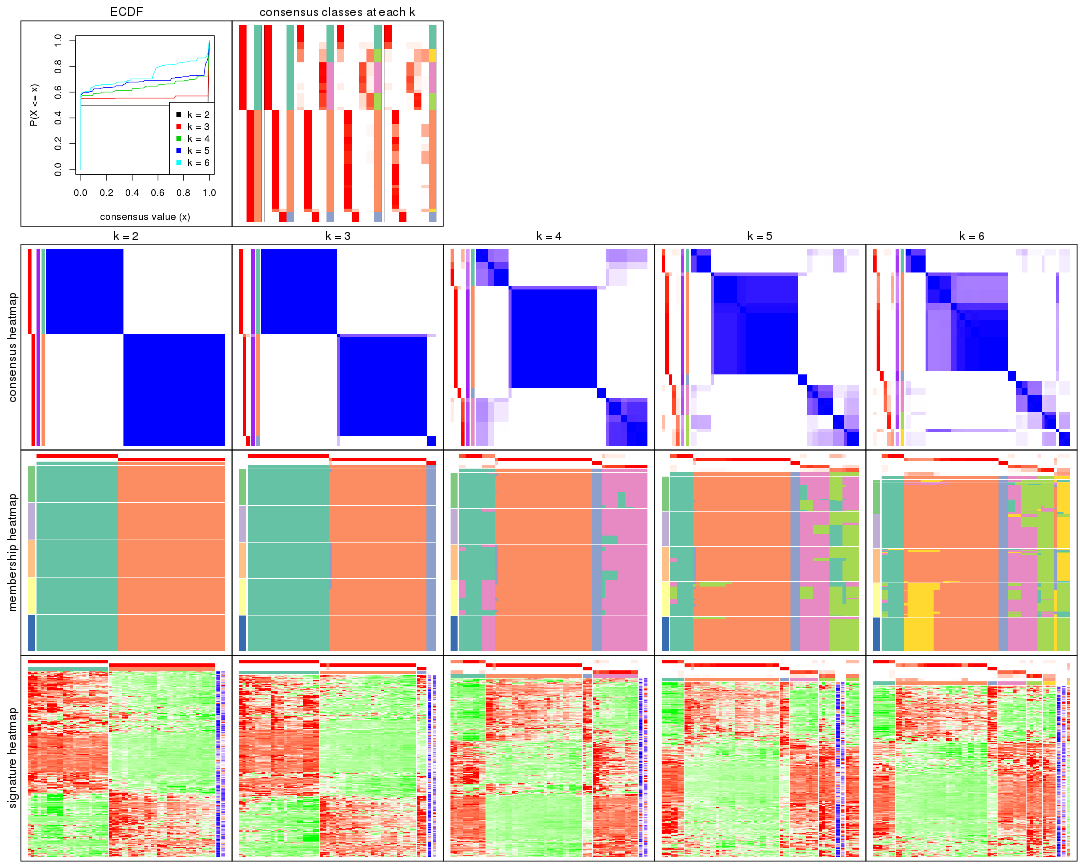 ECDF
consensus classes at each k
P(X <= x)
0.0
0.2
0.4
0.6
0.8
1.0
k = 2
k = 3
k = 4
k = 5
k = 6
0.0 0.2 0.4 0.6 0.8 1.0
consensus value (x)
k = 2
k = 3
k = 4
k = 5
k = 6
consensus heatmap
membership heatmap
signature heatmap